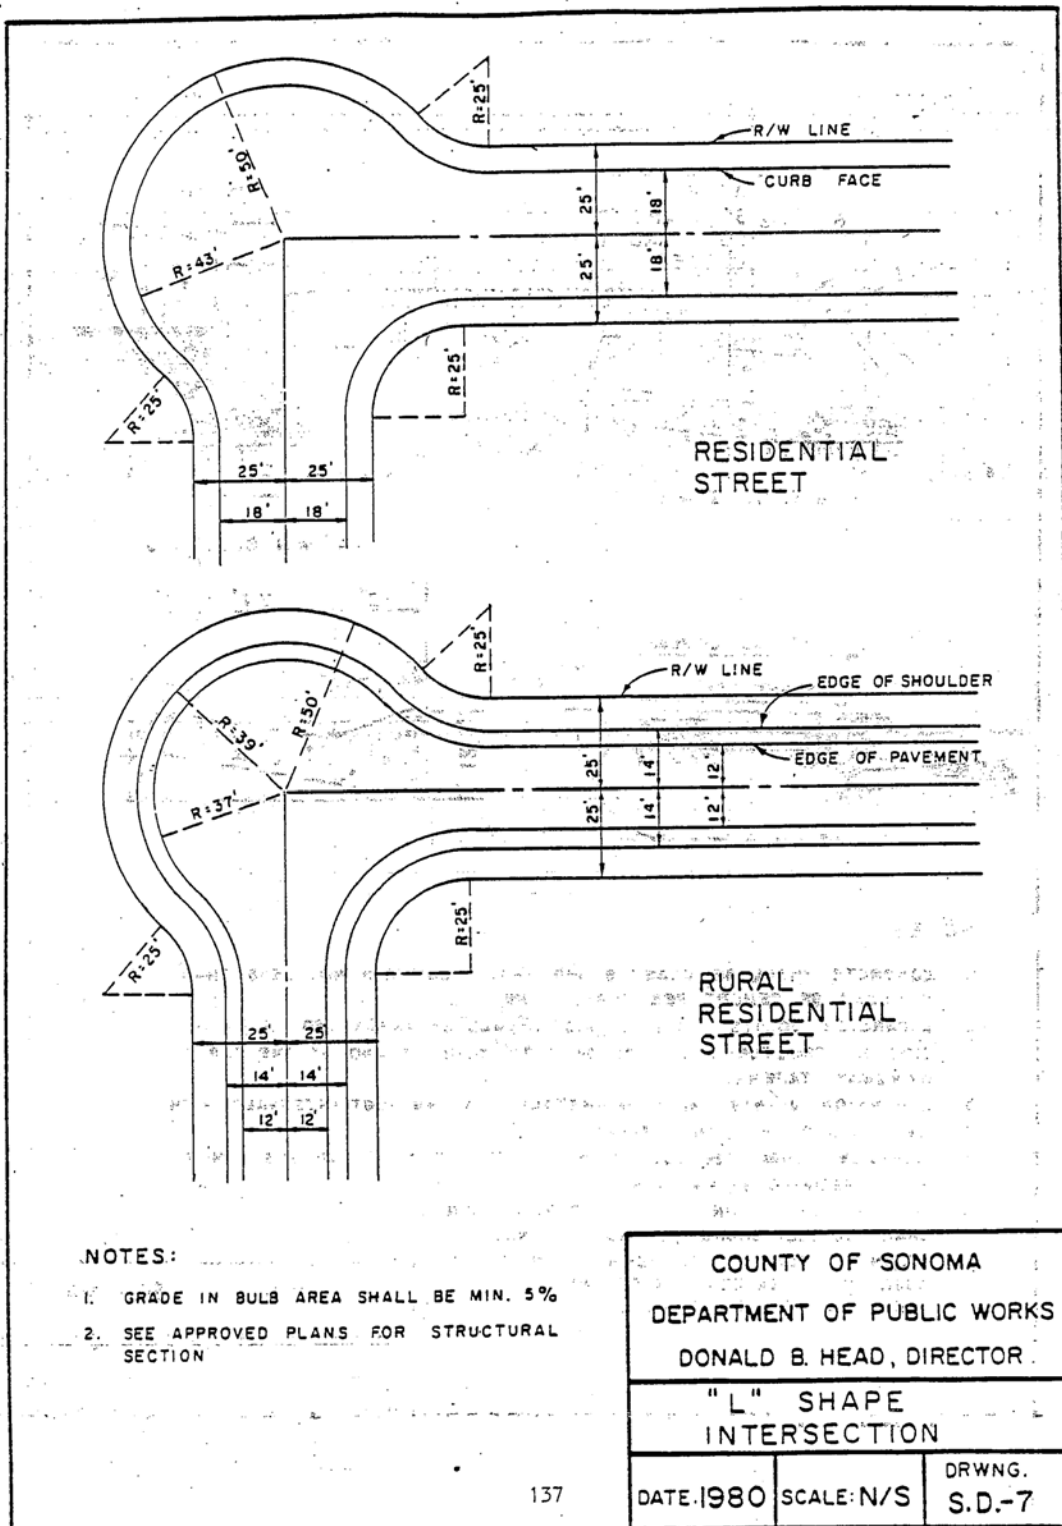 R=25'
R/W LINE
R=50'
CURB FACE
25'
18'
R=43'
25'
18'
R=25'
R=25'
RESIDENTIAL
STREET
25' 25'
18' 18'
R=25'
R/W LINE
EDGE OF SHOULDER
R=50'
R=39'
EDGE OF PAVEMENT
25'
14'
12'
R=37'
25'
14'
12'
R=25'
R=25'
RURAL
RESIDENTIAL
STREET
25' 25'
14' 14'
12' 12'
NOTES:
1. GRADE IN BULB AREA SHALL BE MIN. 5%
2. SEE APPROVED PLANS FOR STRUCTURAL
SECTION
COUNTY OF SONOMA
DEPARTMENT OF PUBLIC WORKS
DONALD B. HEAD, DIRECTOR
"L" SHAPE
INTERSECTION
DATE.1980 SCALE: N/S DRWNG.
S.D.-7
137